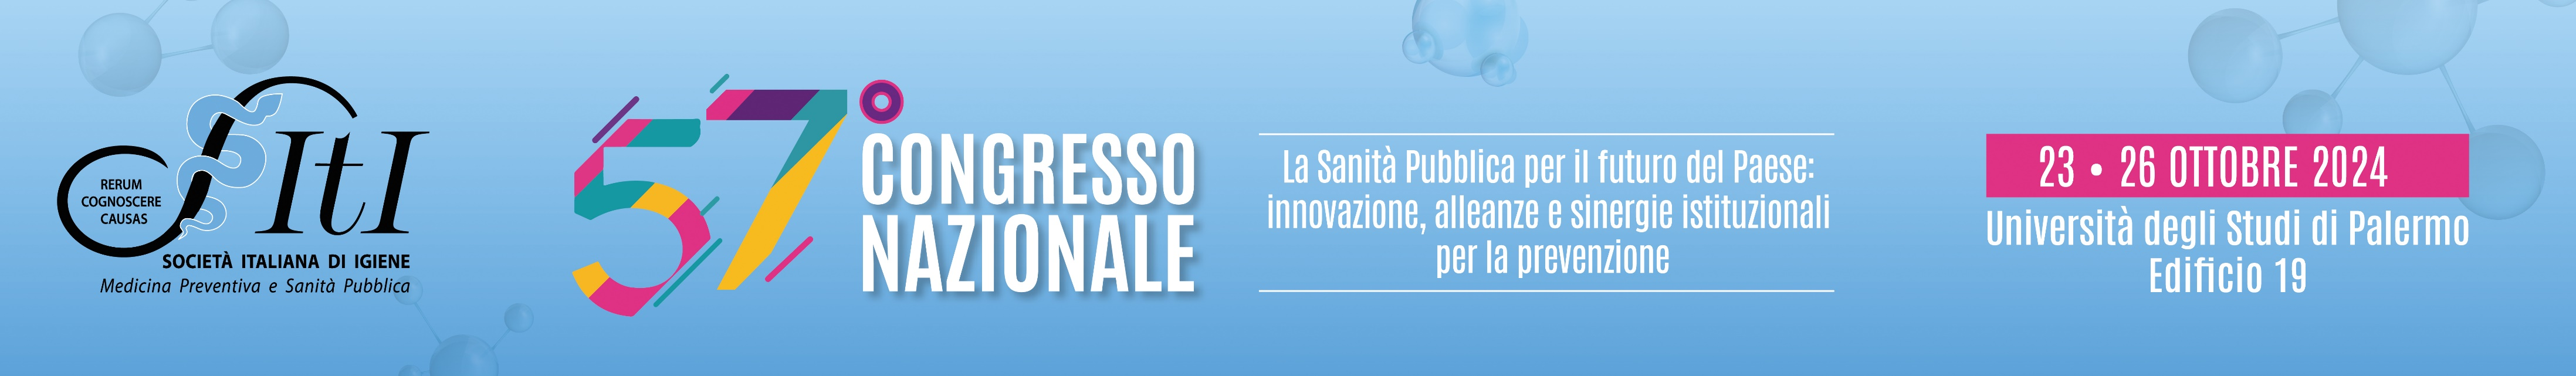 RERUM
COGNOSCERE
CAUSAS
SItI
SOCIETÀ ITALIANA DI IGIENE
Medicina Preventiva e Sanità Pubblica
57°
CONGRESSO
NAZIONALE
La Sanità Pubblica per il futuro del Paese:
innovazione, alleanze e sinergie istituzionali
per la prevenzione
23 • 26 OTTOBRE 2024
Università degli Studi di Palermo
Edificio 19